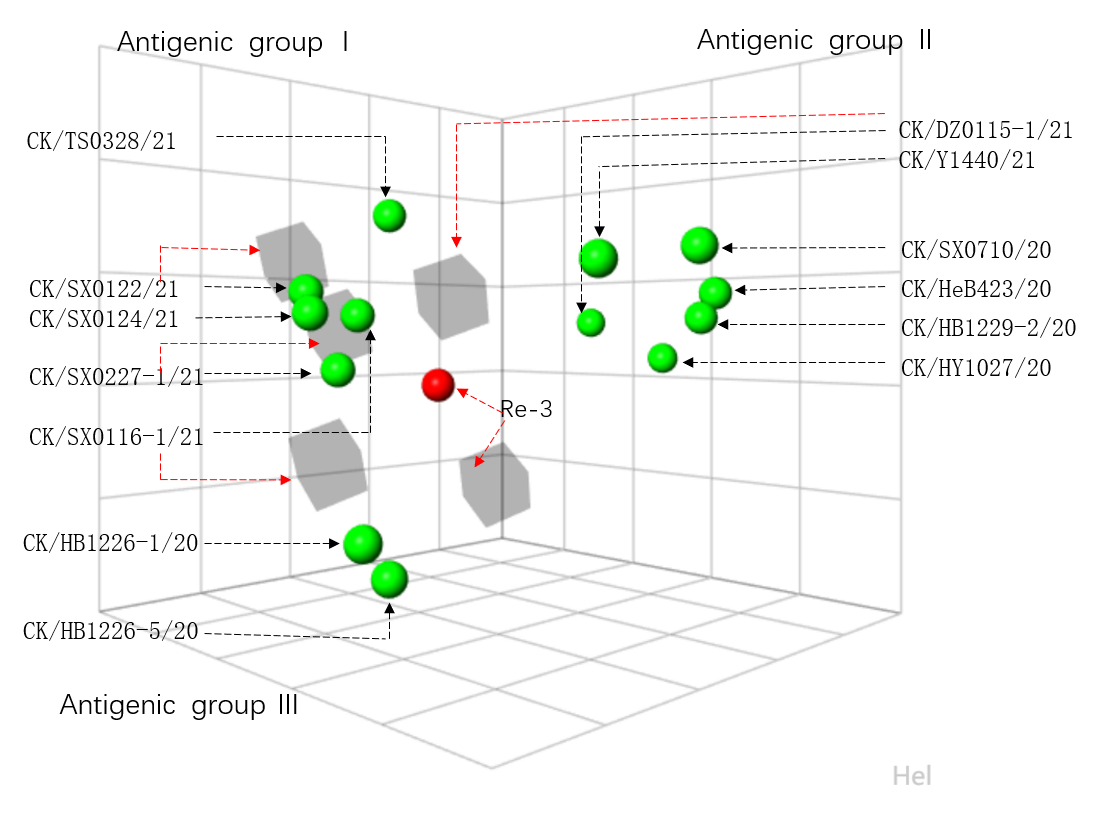 Antigenic group I
Antigenic group II
CK/TS0328/21
CK/SX0122/21
CK/SX0124/21
CK/SX0227-1/21
CK/SX0116-1/21
CK/HB1226-1/20
CK/HB1226-5/20
Antigenic group III
Re-3
CK/DZ0115-1/21
CK/Y1440/21
CK/SX0710/20
CK/HeB423/20
CK/HB1229-2/20
CK/HY1027/20
Hel